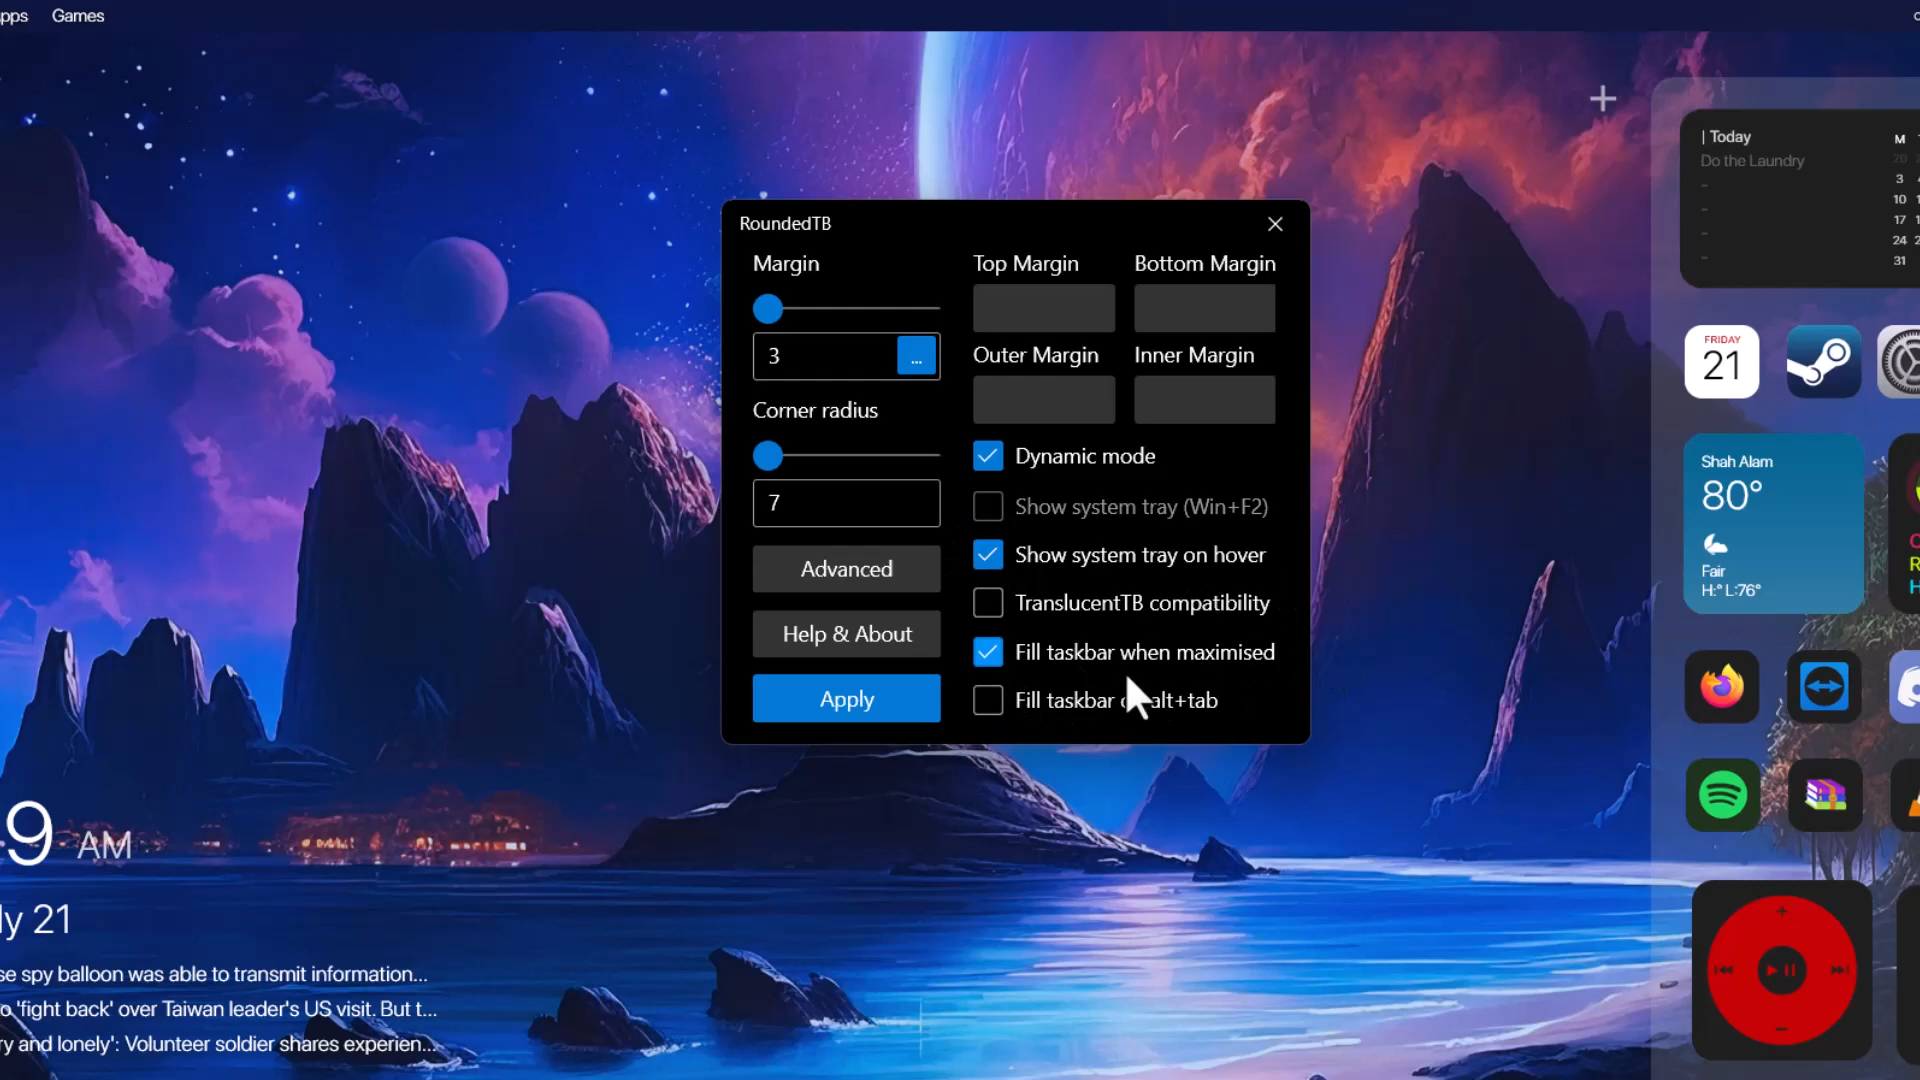 pps Games
| Today
Do the Laundry
M
20
3
10
17
24
31
RoundedTB
Margin
3
...
Corner radius
7
Advanced
Help & About
Apply
Top Margin Bottom Margin
Outer Margin Inner Margin
Dynamic mode
Show system tray (Win+F2)
Show system tray on hover
TranslucentTB compatibility
Fill taskbar when maximised
Fill taskbar alt+tab
FRIDAY
21
Shah Alam
80°
Fair
H:° L:76°
C
R
H
9 AM
ly 21
se spy balloon was able to transmit information...
o 'fight back' over Taiwan leader's US visit. But t...
ry and lonely': Volunteer soldier shares experien...